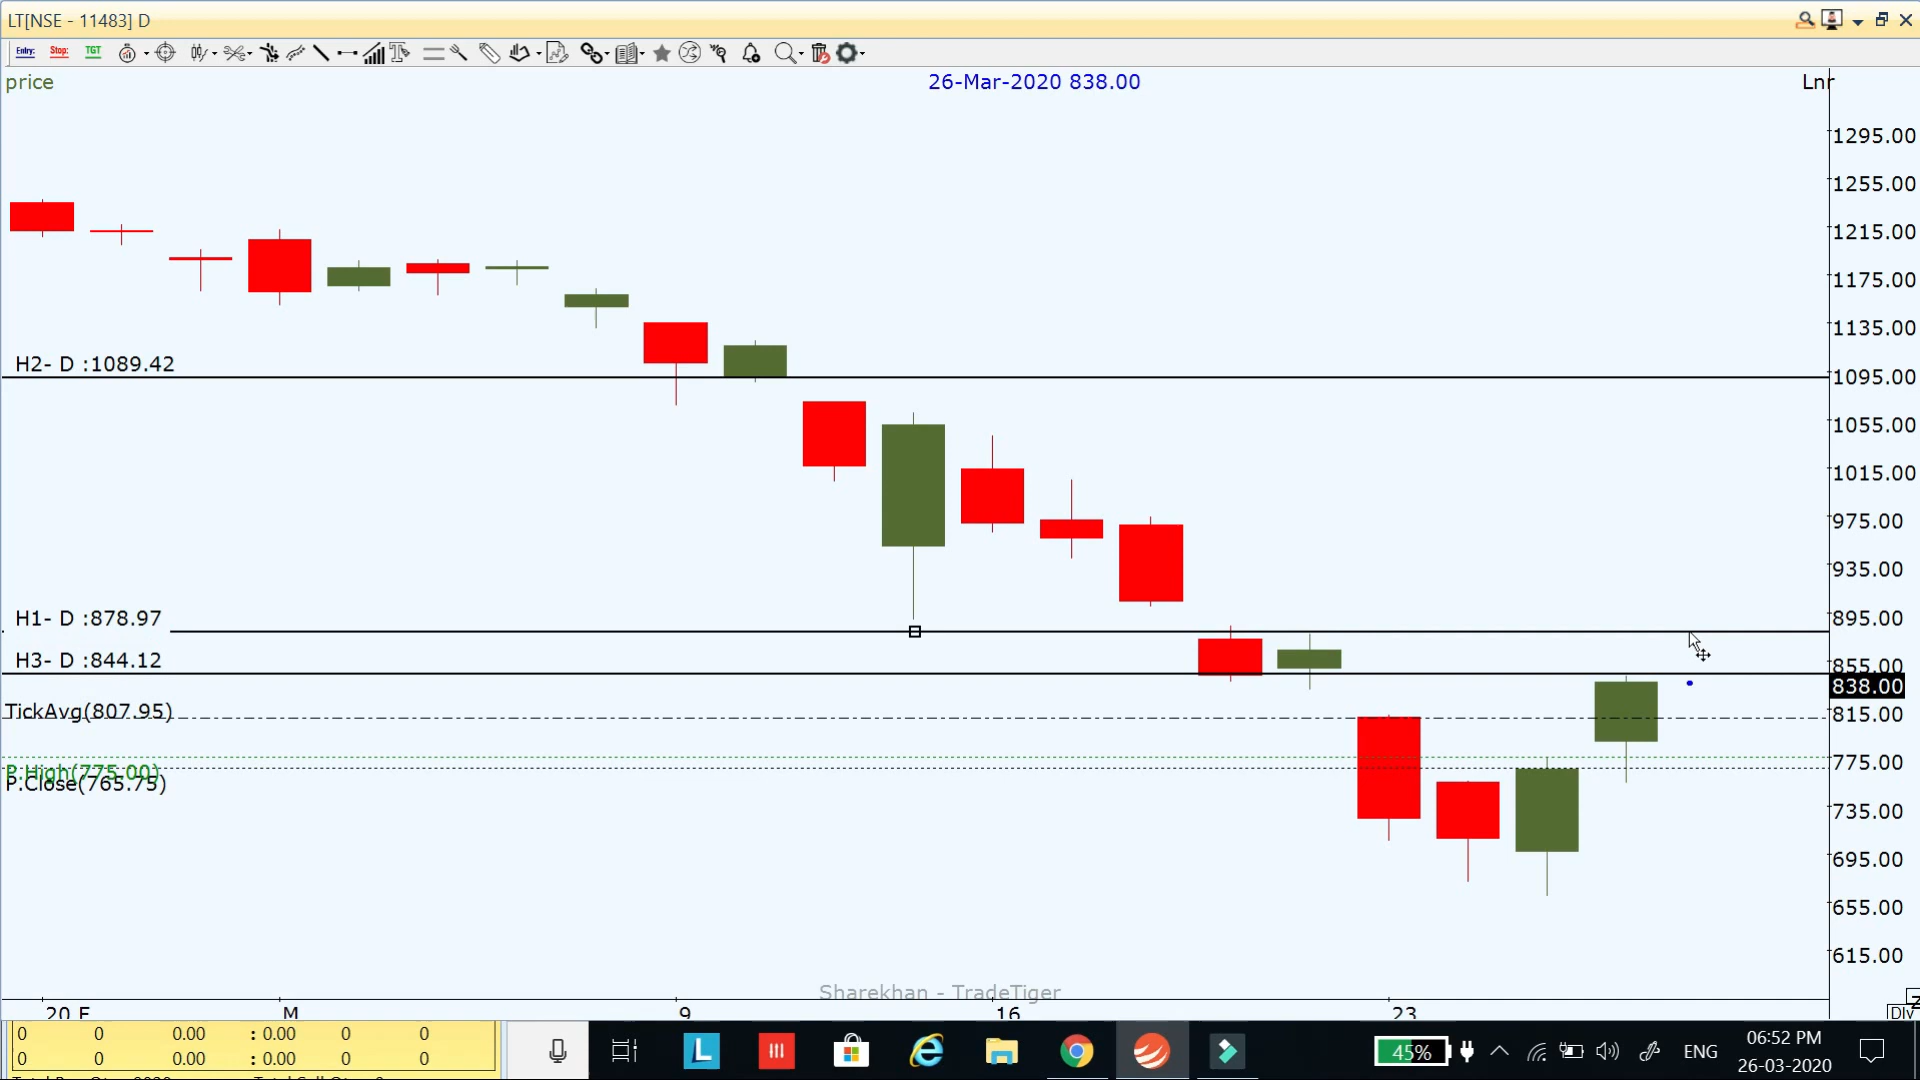 LT[NSE - 11483] D
Entry: Stop: TGT
price 26-Mar-2020 838.00 Lnr
1295.00
1255.00
1215.00
1175.00
1135.00
H2- D :1089.42
1095.00
1055.00
1015.00
975.00
935.00
H1- D :878.97
895.00
H3- D :844.12
855.00
838.00
TickAvg(807.95)
815.00
P.High(775.00)
775.00
P.Close(765.75)
735.00
695.00
655.00
615.00
Sharekhan - TradeTiger
20 F M 9 16 23
Div
0 0 0.00 : 0.00 0 0
0 0 0.00 : 0.00 0 0
L
45%
ENG
06:52 PM
26-03-2020